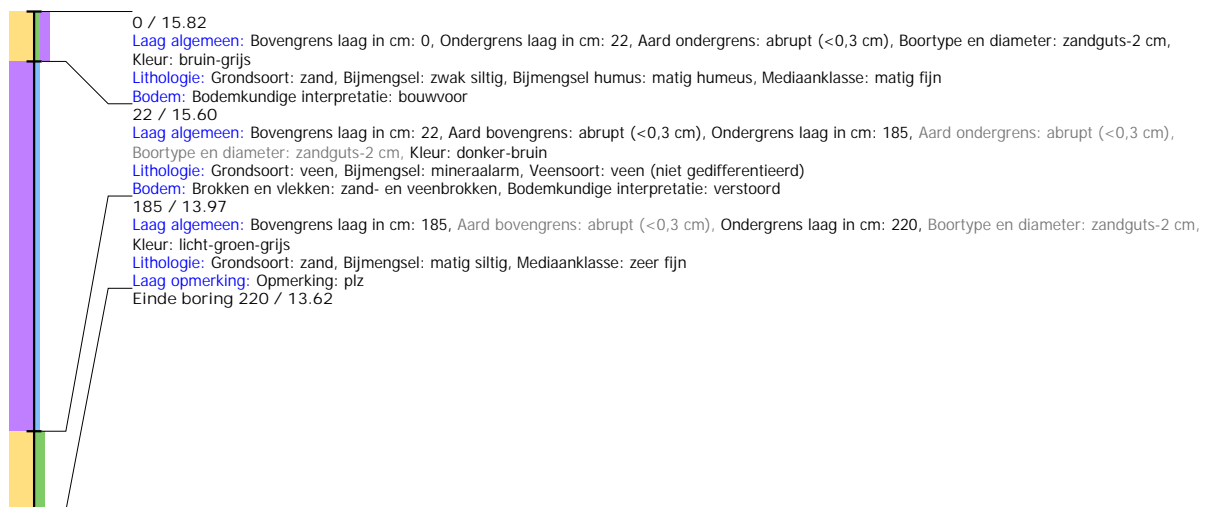 0 / 15.82
Laag algemeen: Bovengrens laag in cm: 0, Ondergrens laag in cm: 22, Aard ondergrens: abrupt (<0,3 cm), Boortype en diameter: zandguts-2 cm,
Kleur: bruin-grijs
Lithologie: Grondsoort: zand, Bijmengsel: zwak siltig, Bijmengsel humus: matig humeus, Mediaanklasse: matig fijn
Bodem: Bodemkundige interpretatie: bouwvoor
22 / 15.60
Laag algemeen: Bovengrens laag in cm: 22, Aard bovengrens: abrupt (<0,3 cm), Ondergrens laag in cm: 185, Aard ondergrens: abrupt (<0,3 cm),
Boortype en diameter: zandguts-2 cm, Kleur: donker-bruin
Lithologie: Grondsoort: veen, Bijmengsel: mineraalarm, Veensoort: veen (niet gedifferentieerd)
Bodem: Brokken en vlekken: zand- en veenbrokken, Bodemkundige interpretatie: verstoord
185 / 13.97
Laag algemeen: Bovengrens laag in cm: 185, Aard bovengrens: abrupt (<0,3 cm), Ondergrens laag in cm: 220, Boortype en diameter: zandguts-2 cm,
Kleur: licht-groen-grijs
Lithologie: Grondsoort: zand, Bijmengsel: matig siltig, Mediaanklasse: zeer fijn
Laag opmerking: Opmerking: plz
Einde boring 220 / 13.62